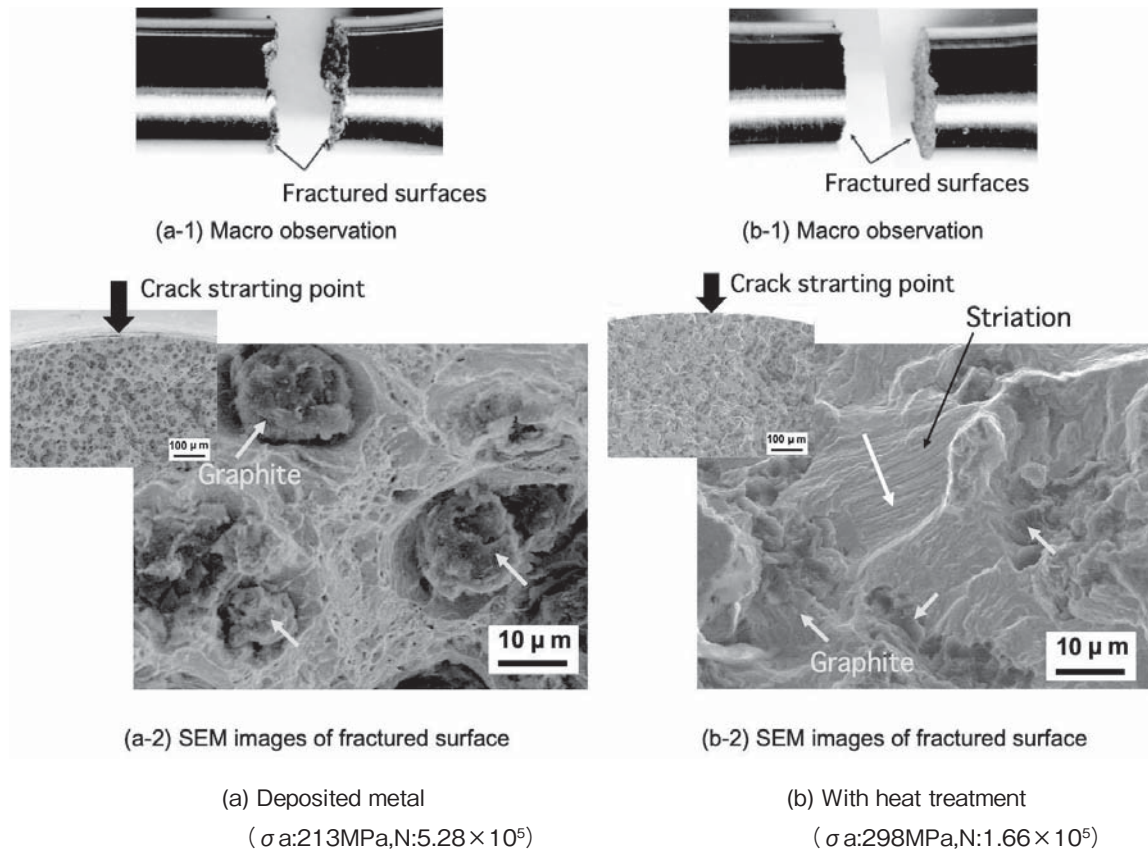 Fractured surfaces
(a-1) Macro observation
Fractured surfaces
(b-1) Macro observation
Crack strarting point
100 μm
Graphite
10 μm
(a-2) SEM images of fractured surface
Crack strarting point
Striation
100 μm
Graphite
10 μm
(b-2) SEM images of fractured surface
(a) Deposited metal
(σa:213MPa,N:5.28×10⁵)
(b) With heat treatment
(σa:298MPa,N:1.66×10⁵)